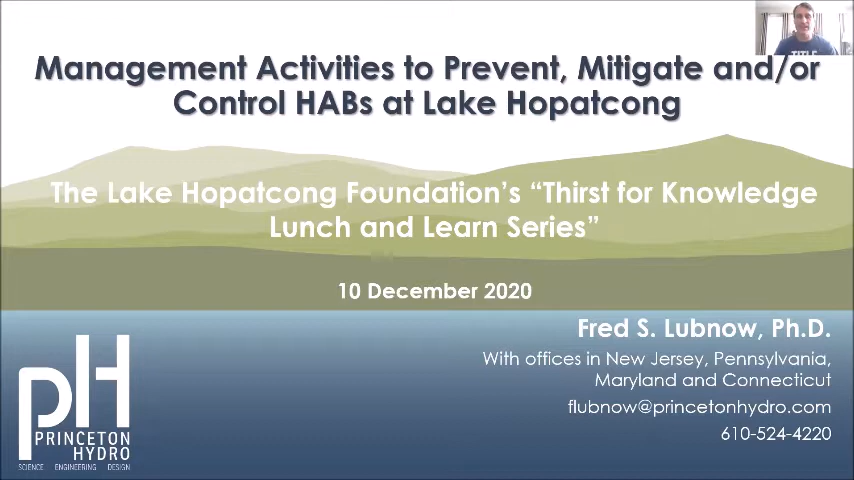 Management Activities to Prevent, Mitigate and/or
Control HABs at Lake Hopatcong
The Lake Hopatcong Foundation's “Thirst for Knowledge
Lunch and Learn Series”
10 December 2020
Fred S. Lubnow, Ph.D.
With offices in New Jersey, Pennsylvania,
Maryland and Connecticut
flubnow@princetonhydro.com
610-524-4220
pH
PRINCETON
HYDRO
SCIENCE ENGINEERING DESIGN
TITLE